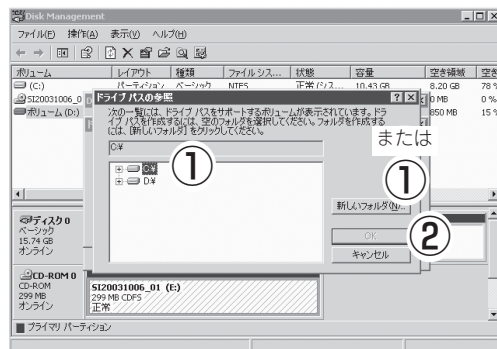 Disk Management
ファイル(F) 操作(A) 表示(V) ヘルプ(H)
ボリューム レイアウト 種類 ファイル シス... 状態 容量 空き領域 空き
(C:) パーティション ベーシック NTFS 正常 (シス... 10.43 GB 8.20 GB 78 %
SI20031006_0 0 MB 0 %
ボリューム (D:) 850 MB 15 %
ドライブ パスの参照
次の一覧には、ドライブ パスをサポートするボリュームが表示されています。ドラ
イブ パスを作成するには、空のフォルダを選択してください。フォルダを作成する
には、[新しいフォルダ] をクリックしてください。
または
C:¥
C:¥
D:¥
①
①
新しいフォルダ(N)...
OK
②
キャンセル
ディスク 0
ベーシック
15.74 GB
オンライン
CD-ROM 0
CD-ROM
299 MB
オンライン
SI20031006_01 (E:)
299 MB CDFS
正常
プライマリ パーティション